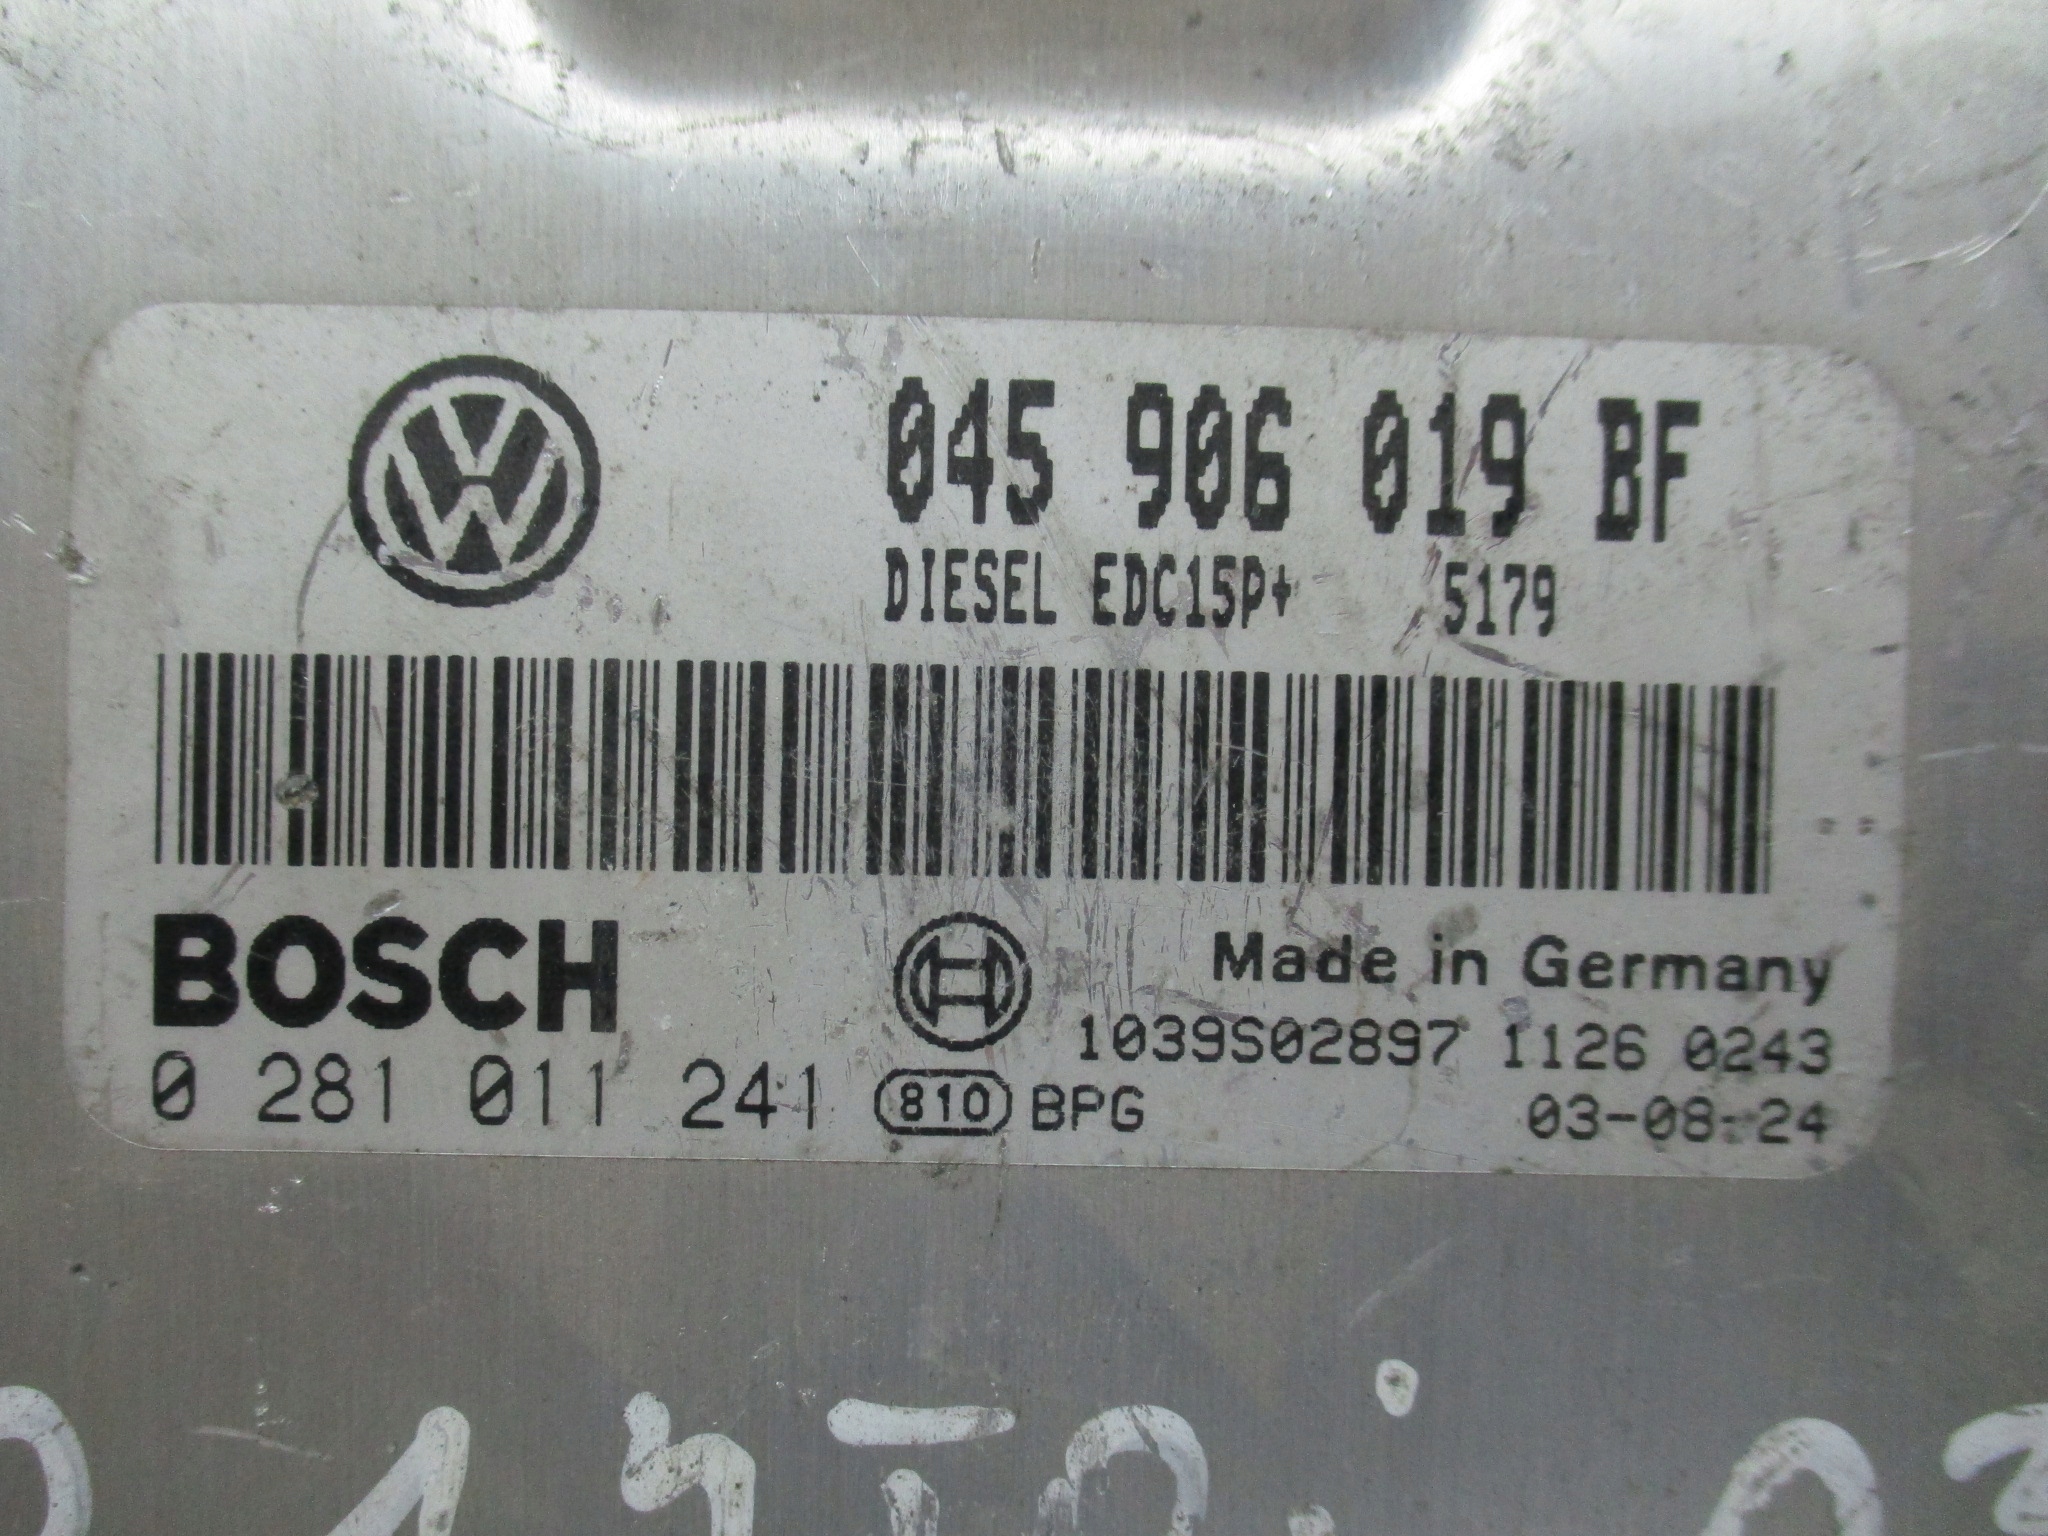 045 906 019 BF
DIESEL EDC15P+ 5179
BOSCH
Made in Germany
1039S02897 1126 0243
0 281 011 241 810 BPG 03-08-24